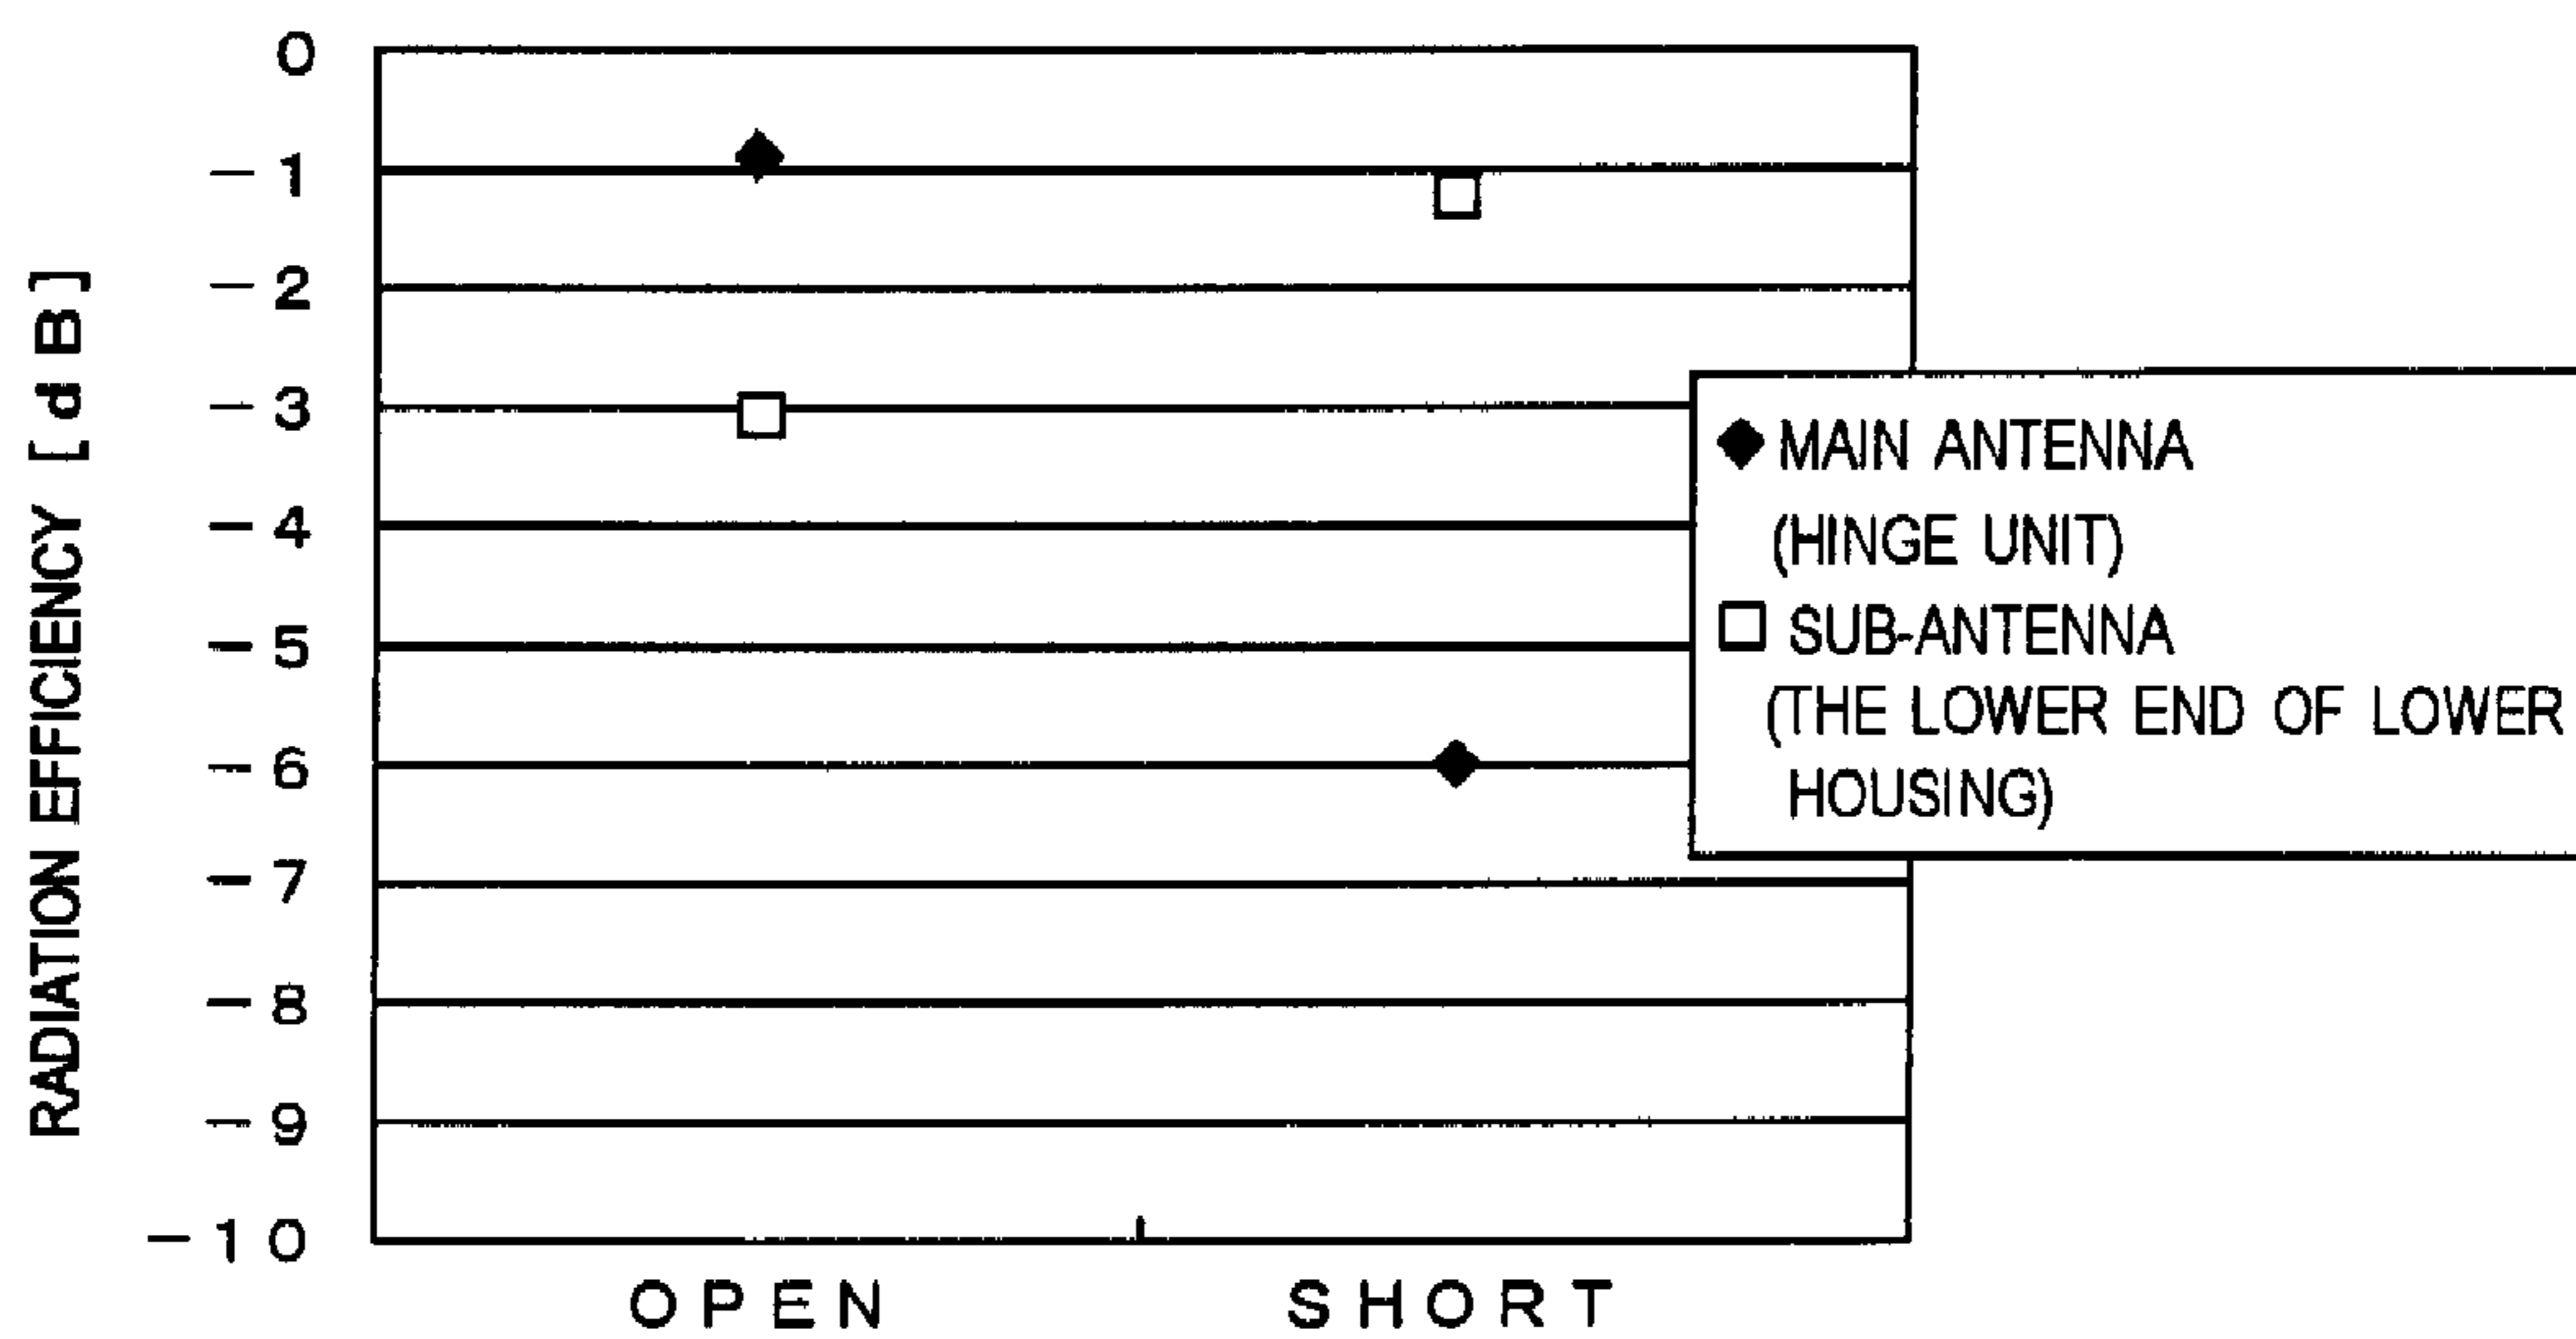 RADIATION EFFICIENCY [dB]
0
−1
−2
−3
−4
−5
−6
−7
−8
−9
−10
OPEN SHORT
MAIN ANTENNA
(HINGE UNIT)
SUB-ANTENNA
(THE LOWER END OF LOWER
HOUSING)